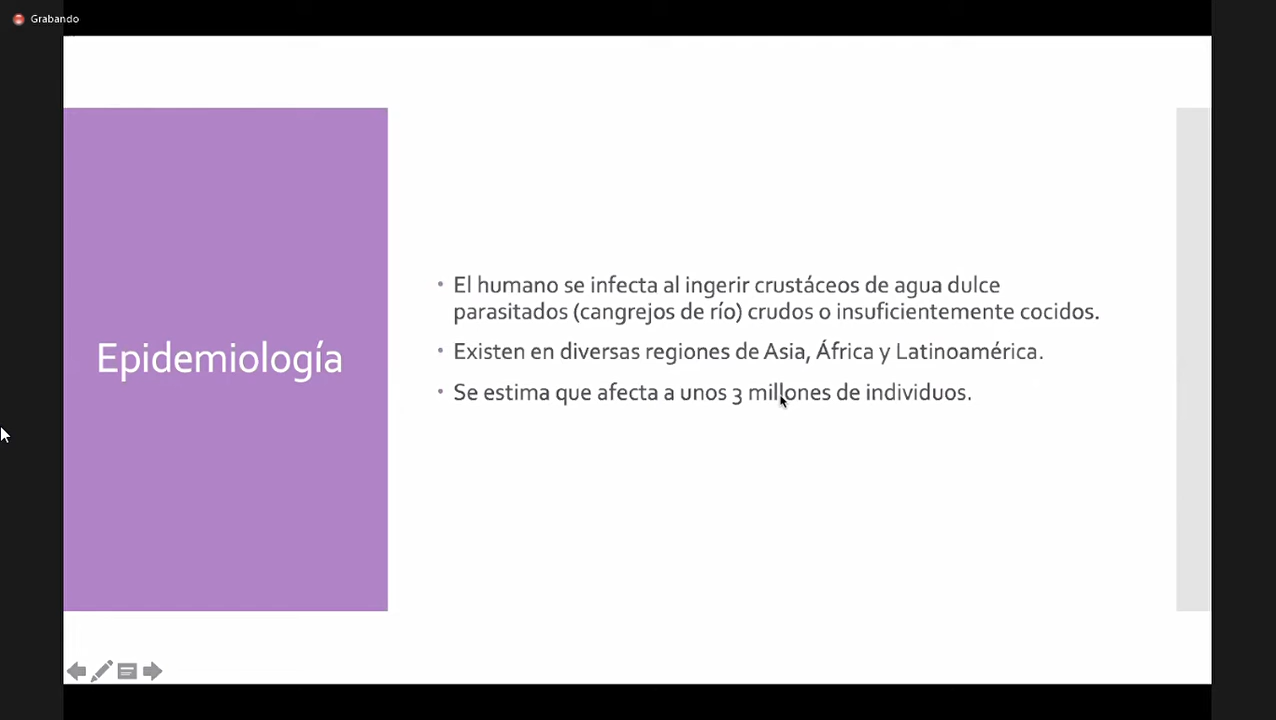 Grabando
Epidemiología
• El humano se infecta al ingerir crustáceos de agua dulce
parasitados (cangrejos de río) crudos o insuficientemente cocidos.
• Existen en diversas regiones de Asia, África y Latinoamérica.
• Se estima que afecta a unos 3 millones de individuos.